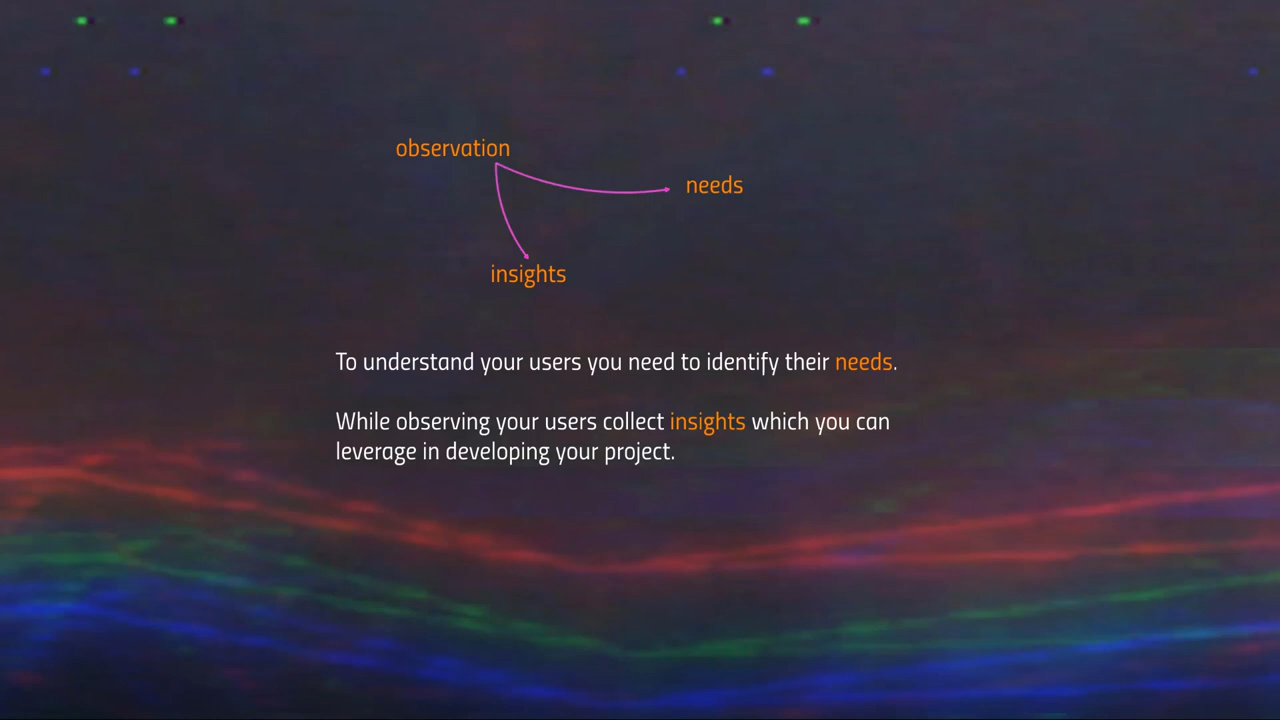 observation
needs
insights
To understand your users you need to identify their needs.
While observing your users collect insights which you can
leverage in developing your project.